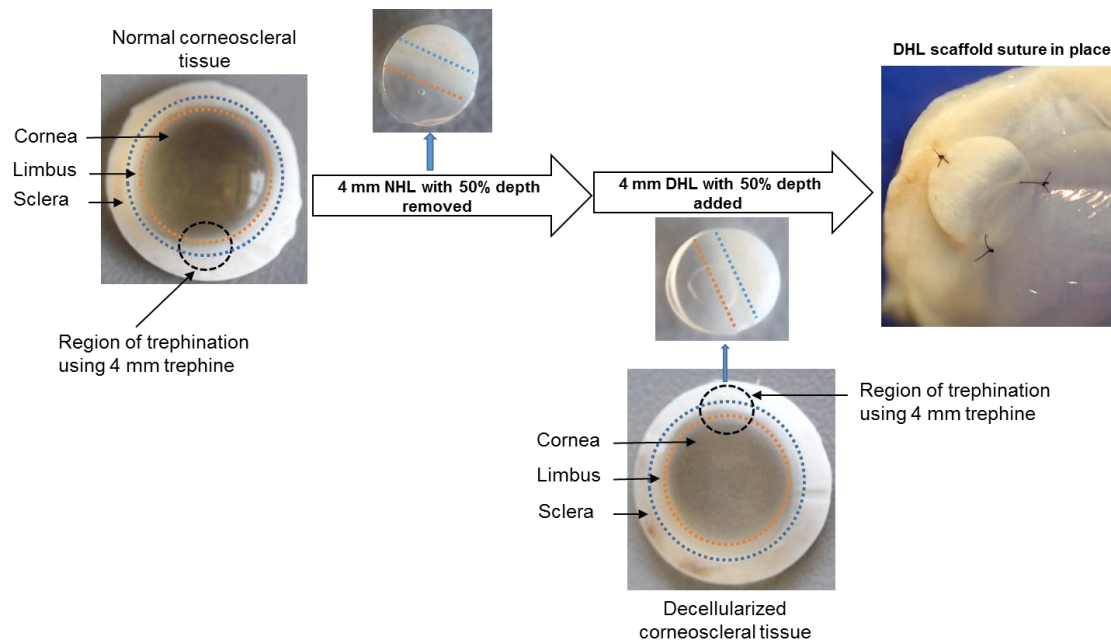 Normal corneoscleral
tissue
Cornea
Limbus
Sclera
Region of trephination
using 4 mm trephine
4 mm NHL with 50% depth
removed
4 mm DHL with 50% depth
added
DHL scaffold suture in place
Region of trephination
using 4 mm trephine
Cornea
Limbus
Sclera
Decellularized
corneoscleral tissue